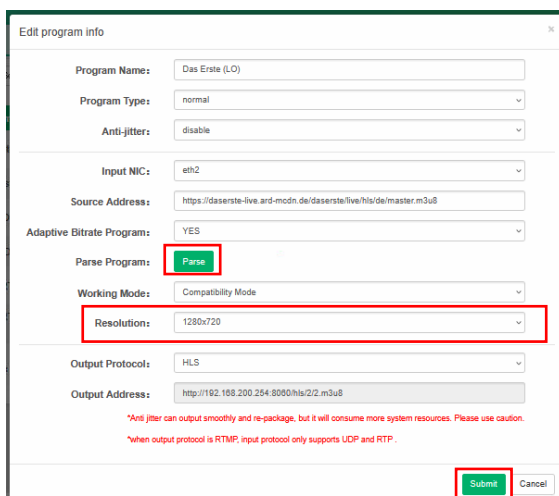 Edit program info
×
Program Name: Das Erste (LO)
Program Type: normal
Anti-jitter: disable
Input NIC: eth2
Source Address: https://daserste-live.ard-mcdn.de/daserste/live/hls/de/master.m3u8
Adaptive Bitrate Program: YES
Parse Program: Parse
Working Mode: Compatibility Mode
Resolution: 1280x720
Output Protocol: HLS
Output Address: http://192.168.200.254:8060/hls/2/2.m3u8
*Anti jitter can output smoothly and re-package, but it will consume more system resources. Please use caution.
*when output protocol is RTMP, input protocol only supports UDP and RTP .
Submit Cancel